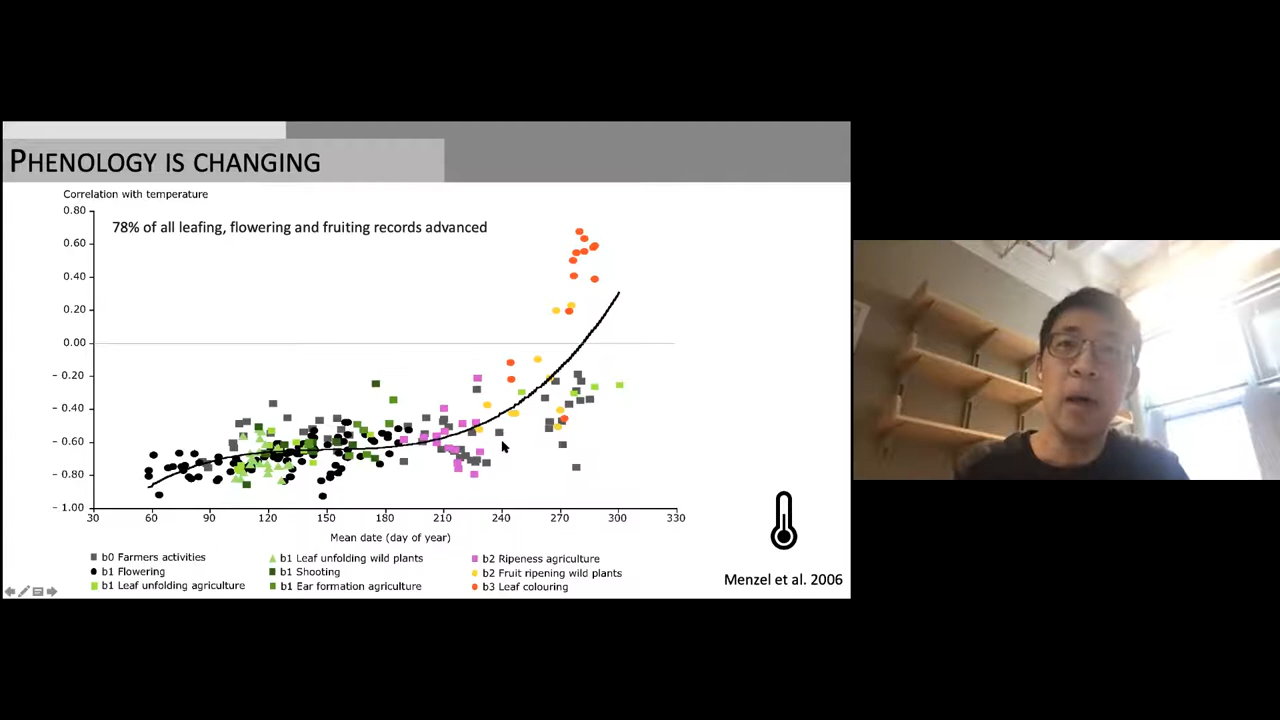 PHENOLOGY IS CHANGING
Correlation with temperature
78% of all leafing, flowering and fruiting records advanced
0.80
0.60
0.40
0.20
0.00
– 0.20
– 0.40
– 0.60
– 0.80
– 1.00
30 60 90 120 150 180 210 240 270 300 330
Mean date (day of year)
b0 Farmers activities
b1 Flowering
b1 Leaf unfolding agriculture
b1 Leaf unfolding wild plants
b1 Shooting
b1 Ear formation agriculture
b2 Ripeness agriculture
b2 Fruit ripening wild plants
b3 Leaf colouring
Menzel et al. 2006